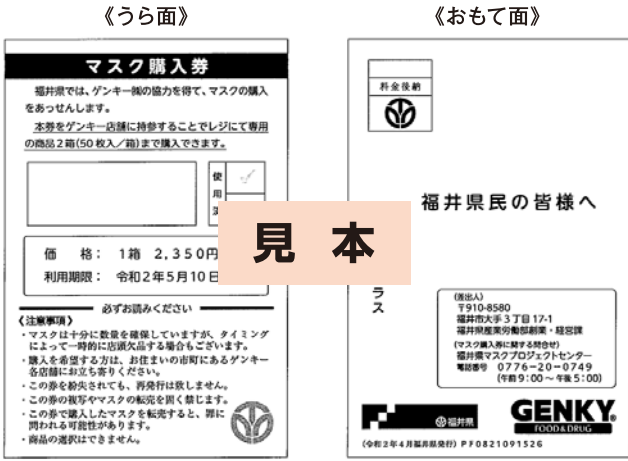 《うら面》
マスク購入券
福井県では、ゲンキー㈱の協力を得て、マスクの購入
をあっせんします。
本券をゲンキー店舗に持参することでレジにて専用
の商品2箱(50枚入/箱)まで購入できます。
使用
価　格： 1箱 2,350円
利用期限： 令和2年5月10日
必ずお読みください
《注意事項》
・マスクは十分に数量を確保していますが、タイミング
によって一時的に店頭欠品する場合もございます。
・購入を希望する方は、お住まいの市町にあるゲンキー
各店舗にお立ち寄りください。
・この券を紛失されても、再発行は致しません。
・この券の複写やマスクの転売を固く禁じます。
・この券で購入したマスクを転売すると、罪に
問われる可能性があります。
・商品の選択はできません。
見本
《おもて面》
料金後納
福井県民の皆様へ
ラス
(差出人)
〒910-8580
福井市大手3丁目17-1
福井県産業労働部創業・経営課
(マスク購入券に関する問合せ)
福井県マスクプロジェクトセンター
電話番号 0776-20-0749
(午前9:00～午後5:00)
福井県
GENKY.
FOOD&DRUG
(令和2年4月福井県発行) PF0821091526